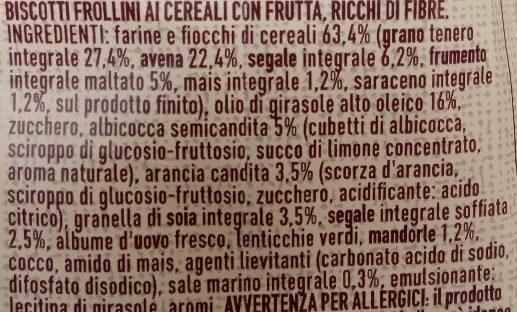 BISCOTTI FROLLINI AI CEREALI CON FRUTTA, RICCHI DI FIBRE.
INGREDIENTI: farine e fiocchi di cereali 63,4% (grano tenero
integrale 27,4%, avena 22,4%, segale integrale 6,2%, frumento
integrale maltato 5%, mais integrale 1,2%, saraceno integrale
1,2%, sul prodotto finito), olio di girasole alto oleico 16%,
zucchero, albicocca semicandita 5% (cubetti di albicocca,
sciroppo di glucosio-fruttosio, succo di limone concentrato,
aroma naturale), arancia candita 3,5% (scorza d'arancia,
sciroppo di glucosio-fruttosio, zucchero, acidificante: acido
citrico), granella di soia integrale 3,5%, segale integrale soffiata
2,5%, albume d'uovo fresco, lenticchie verdi, mandorle 1,2%,
cocco, amido di mais, agenti lievitanti (carbonato acido di sodio,
difosfato disodico), sale marino integrale 0,3%, emulsionante:
lecitina di girasole, aromi. AVVERTENZA PER ALLERGICI: il prodotto